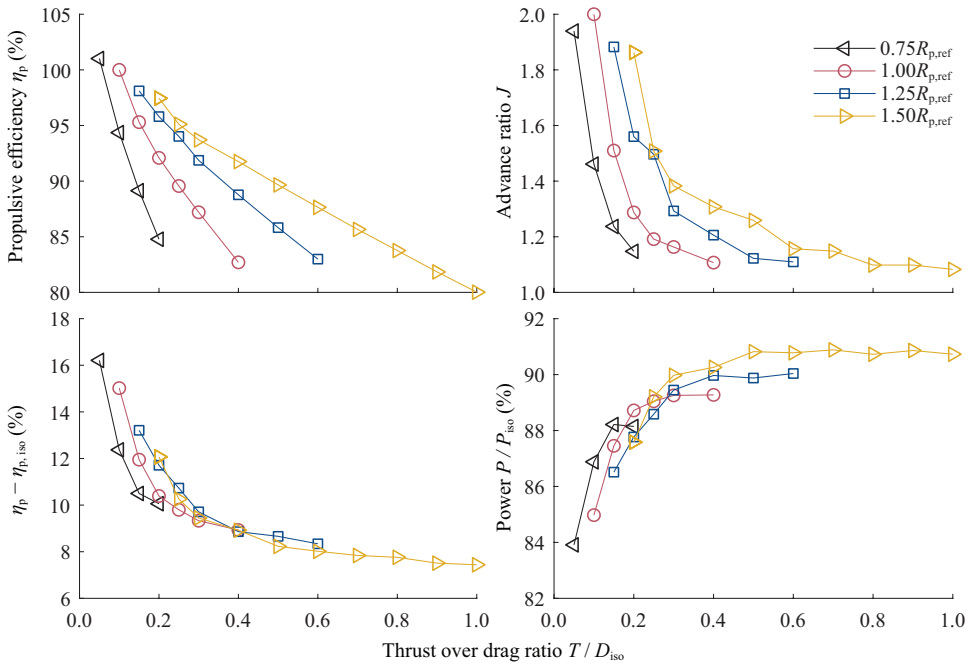 105
100
95
90
85
80
Propulsive efficiency ηp (%)
2.0
1.8
1.6
1.4
1.2
1.0
Advance ratio J
0.75Rp,ref
1.00Rp,ref
1.25Rp,ref
1.50Rp,ref
18
16
14
12
10
8
6
ηp − ηp, iso (%)
0.0 0.2 0.4 0.6 0.8 1.0
92
90
88
86
84
82
Power P / Piso (%)
0.0 0.2 0.4 0.6 0.8 1.0
Thrust over drag ratio T / Diso